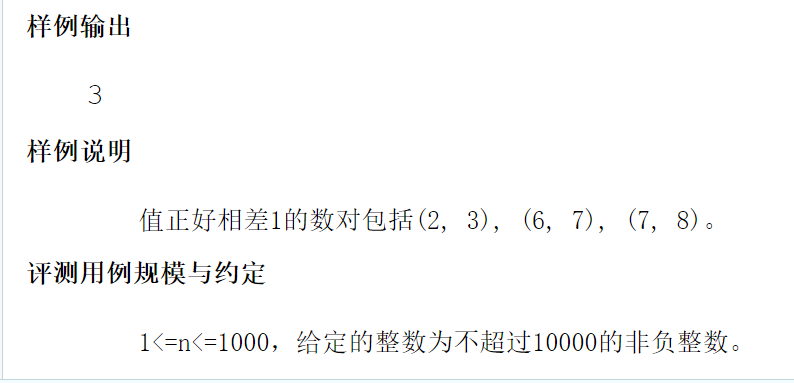 样例输出
3
样例说明
值正好相差1的数对包括(2, 3), (6, 7), (7, 8)。
评测用例规模与约定
1<=n<=1000，给定的整数为不超过10000的非负整数。